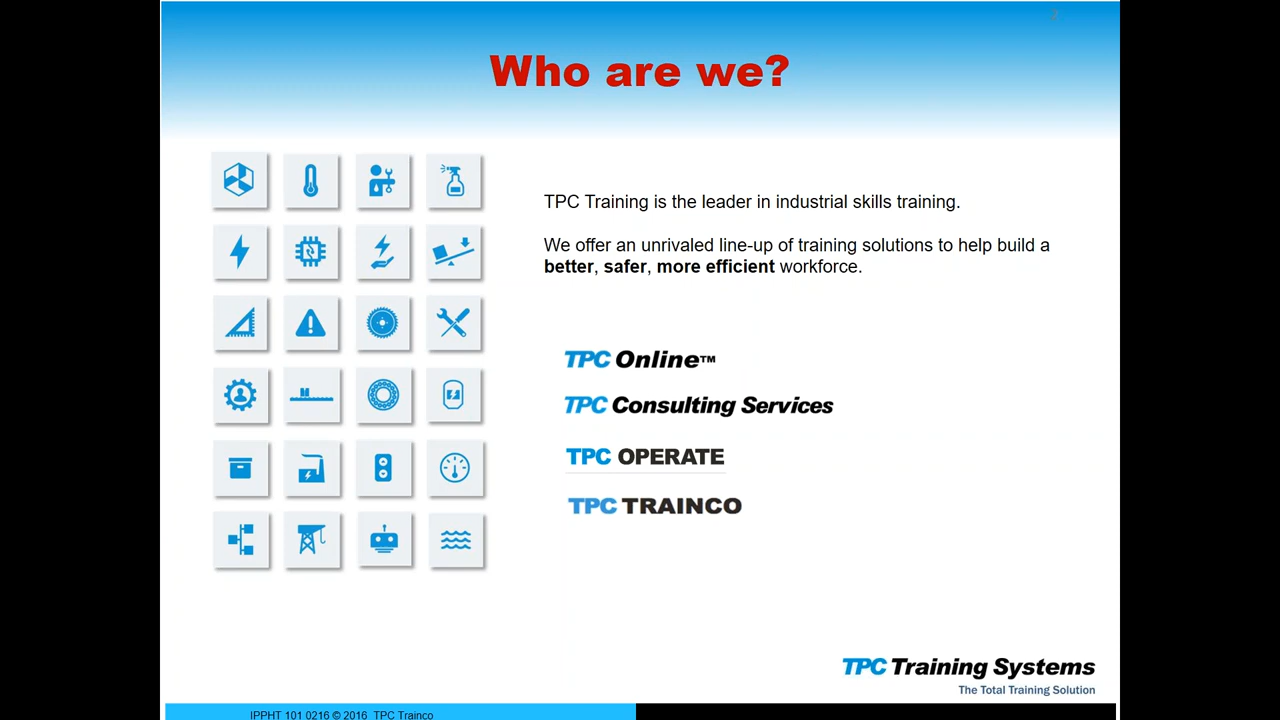 2
Who are we?
TPC Training is the leader in industrial skills training.
We offer an unrivaled line-up of training solutions to help build a
better, safer, more efficient workforce.
TPC Online™
TPC Consulting Services
TPC OPERATE
TPC TRAINCO
TPC Training Systems
The Total Training Solution
IPPHT 101 0216 © 2016 TPC Trainco